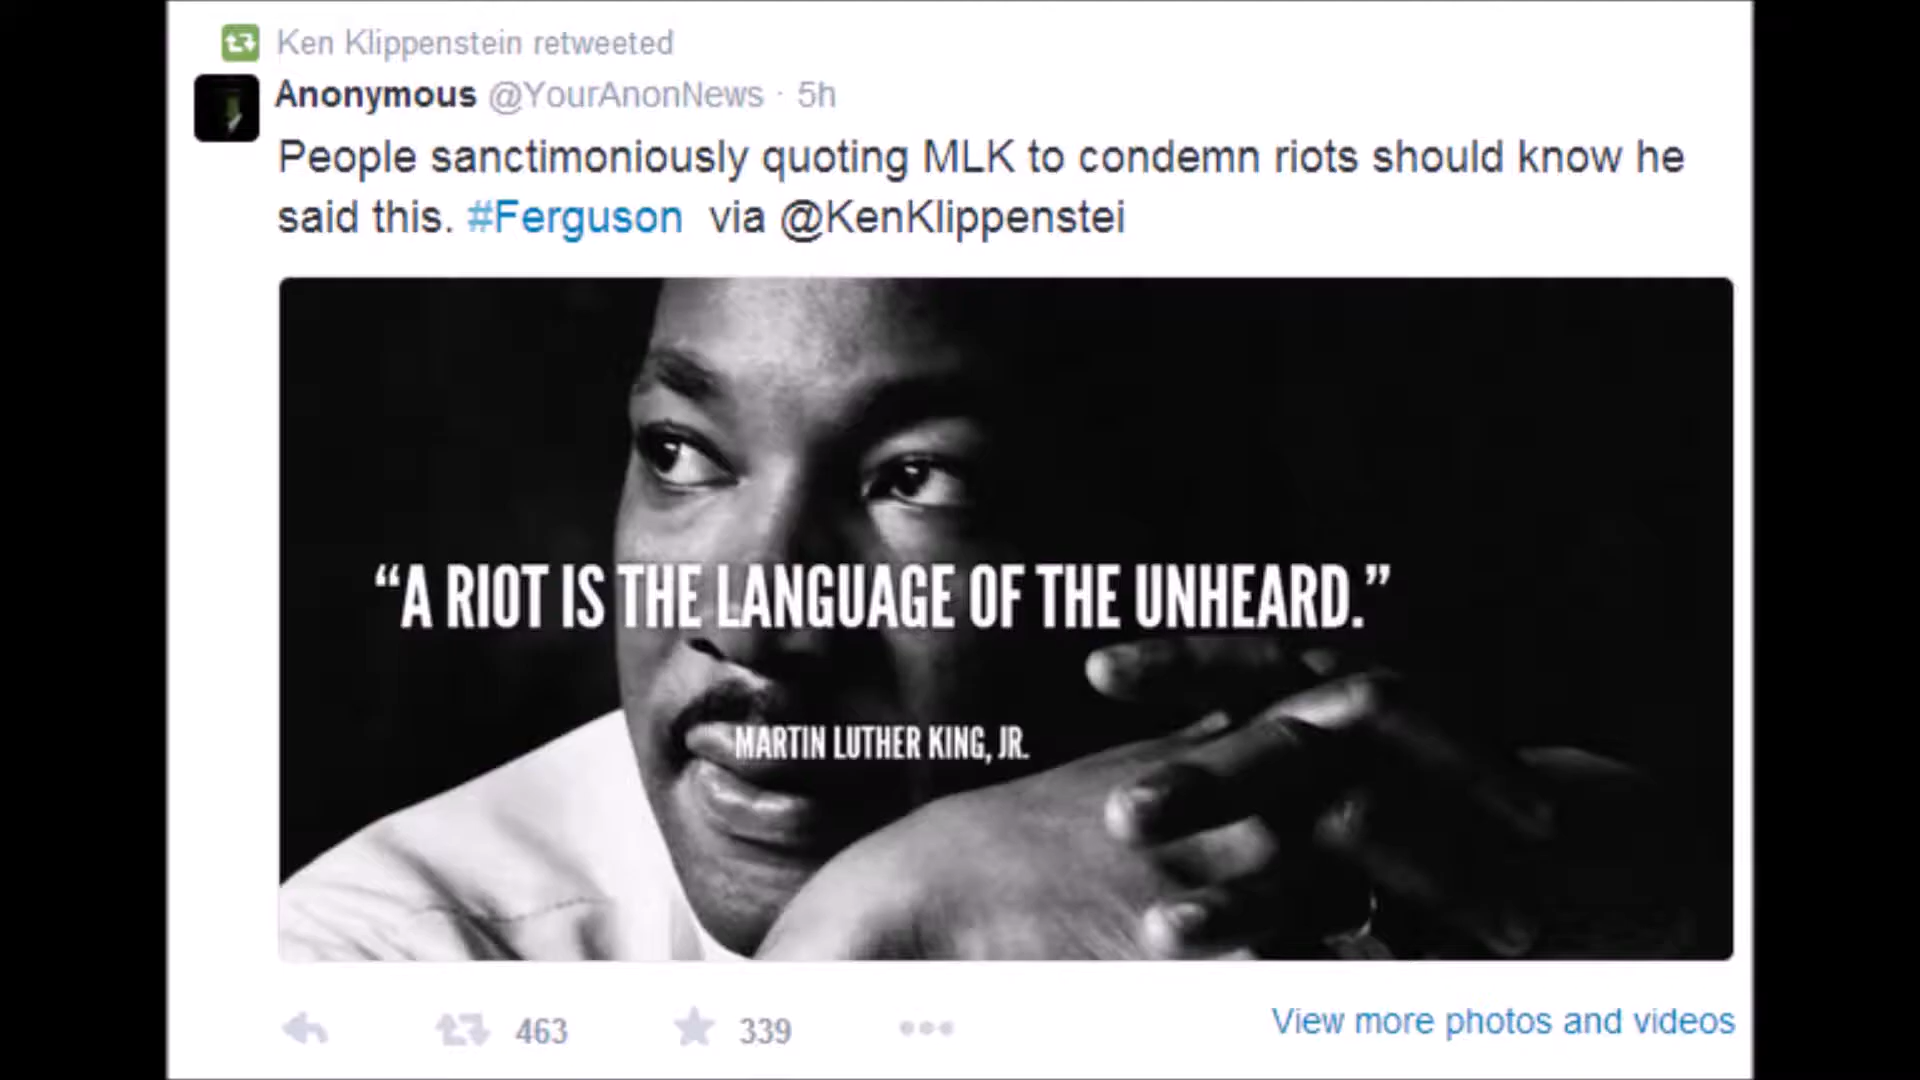 Ken Klippenstein retweeted
Anonymous @YourAnonNews · 5h
People sanctimoniously quoting MLK to condemn riots should know he
said this. #Ferguson via @KenKlippenstei
“A RIOT IS THE LANGUAGE OF THE UNHEARD.”
MARTIN LUTHER KING, JR.
463 339
View more photos and videos